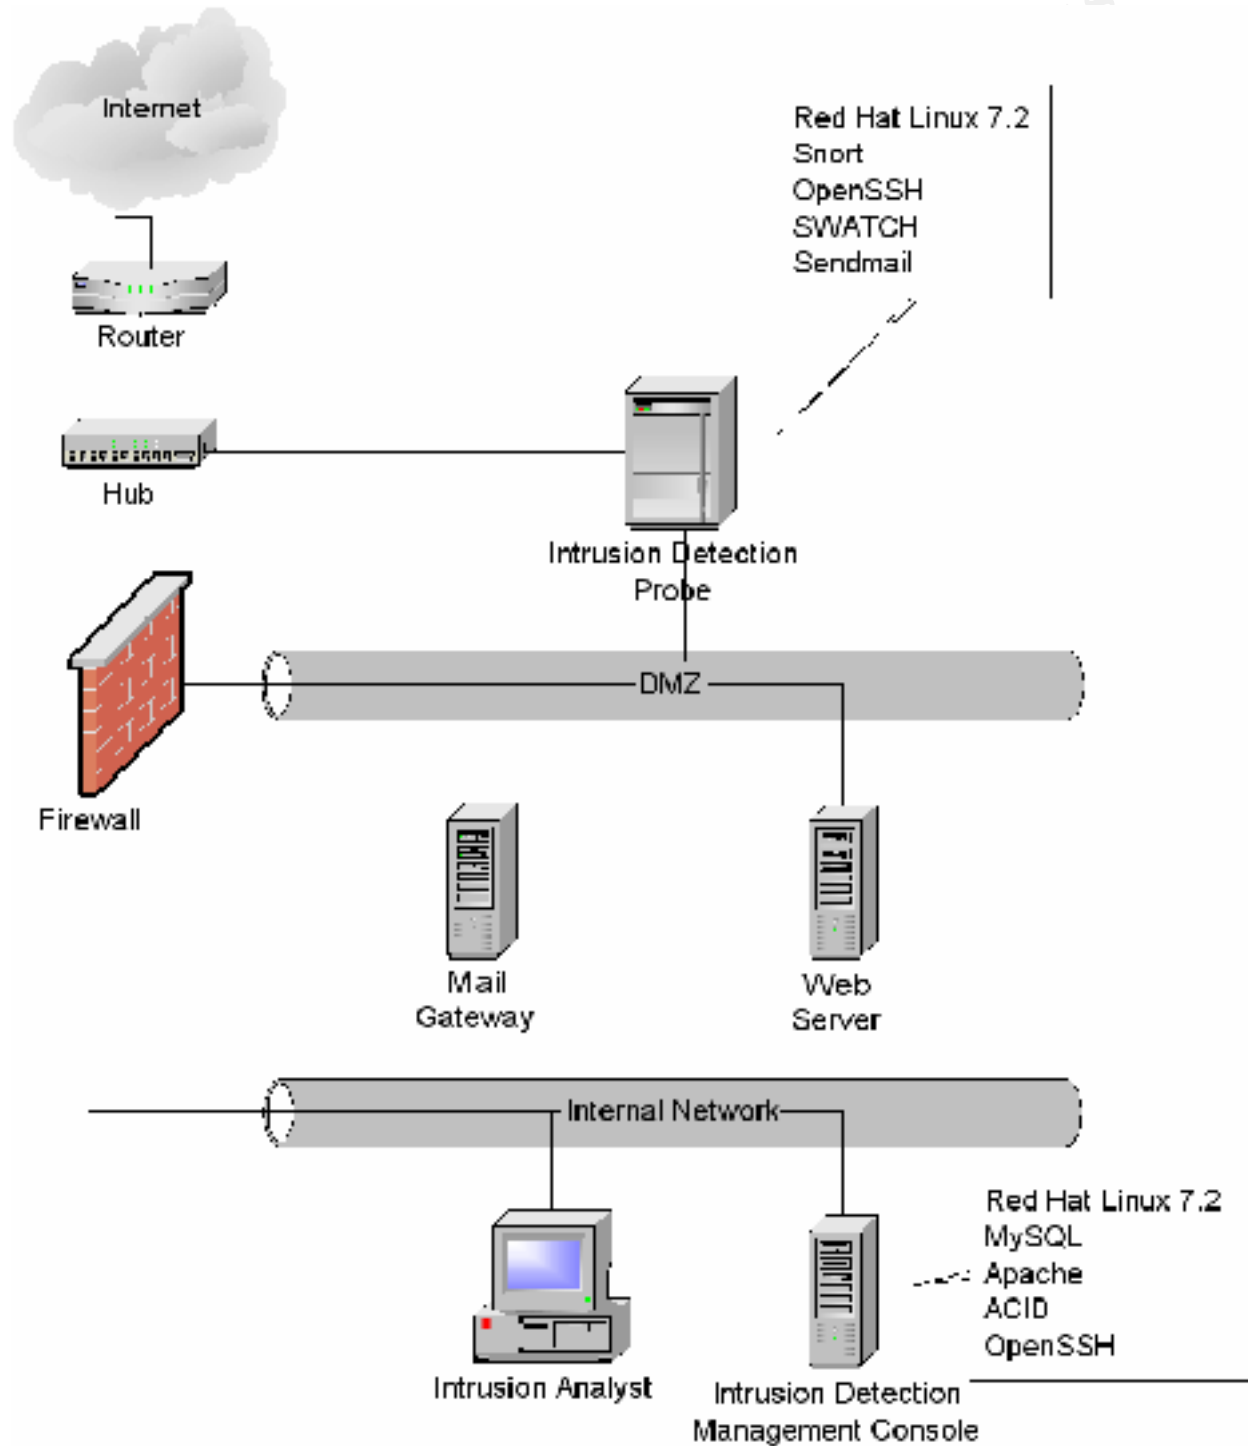 Internet
Red Hat Linux 7.2
Snort
OpenSSH
SWATCH
Sendmail
Router
Hub
Intrusion Detection
Probe
DMZ
Firewall
Mail
Gateway
Web
Server
Internal Network
Red Hat Linux 7.2
MySQL
Apache
ACID
OpenSSH
Intrusion Analyst
Intrusion Detection
Management Console